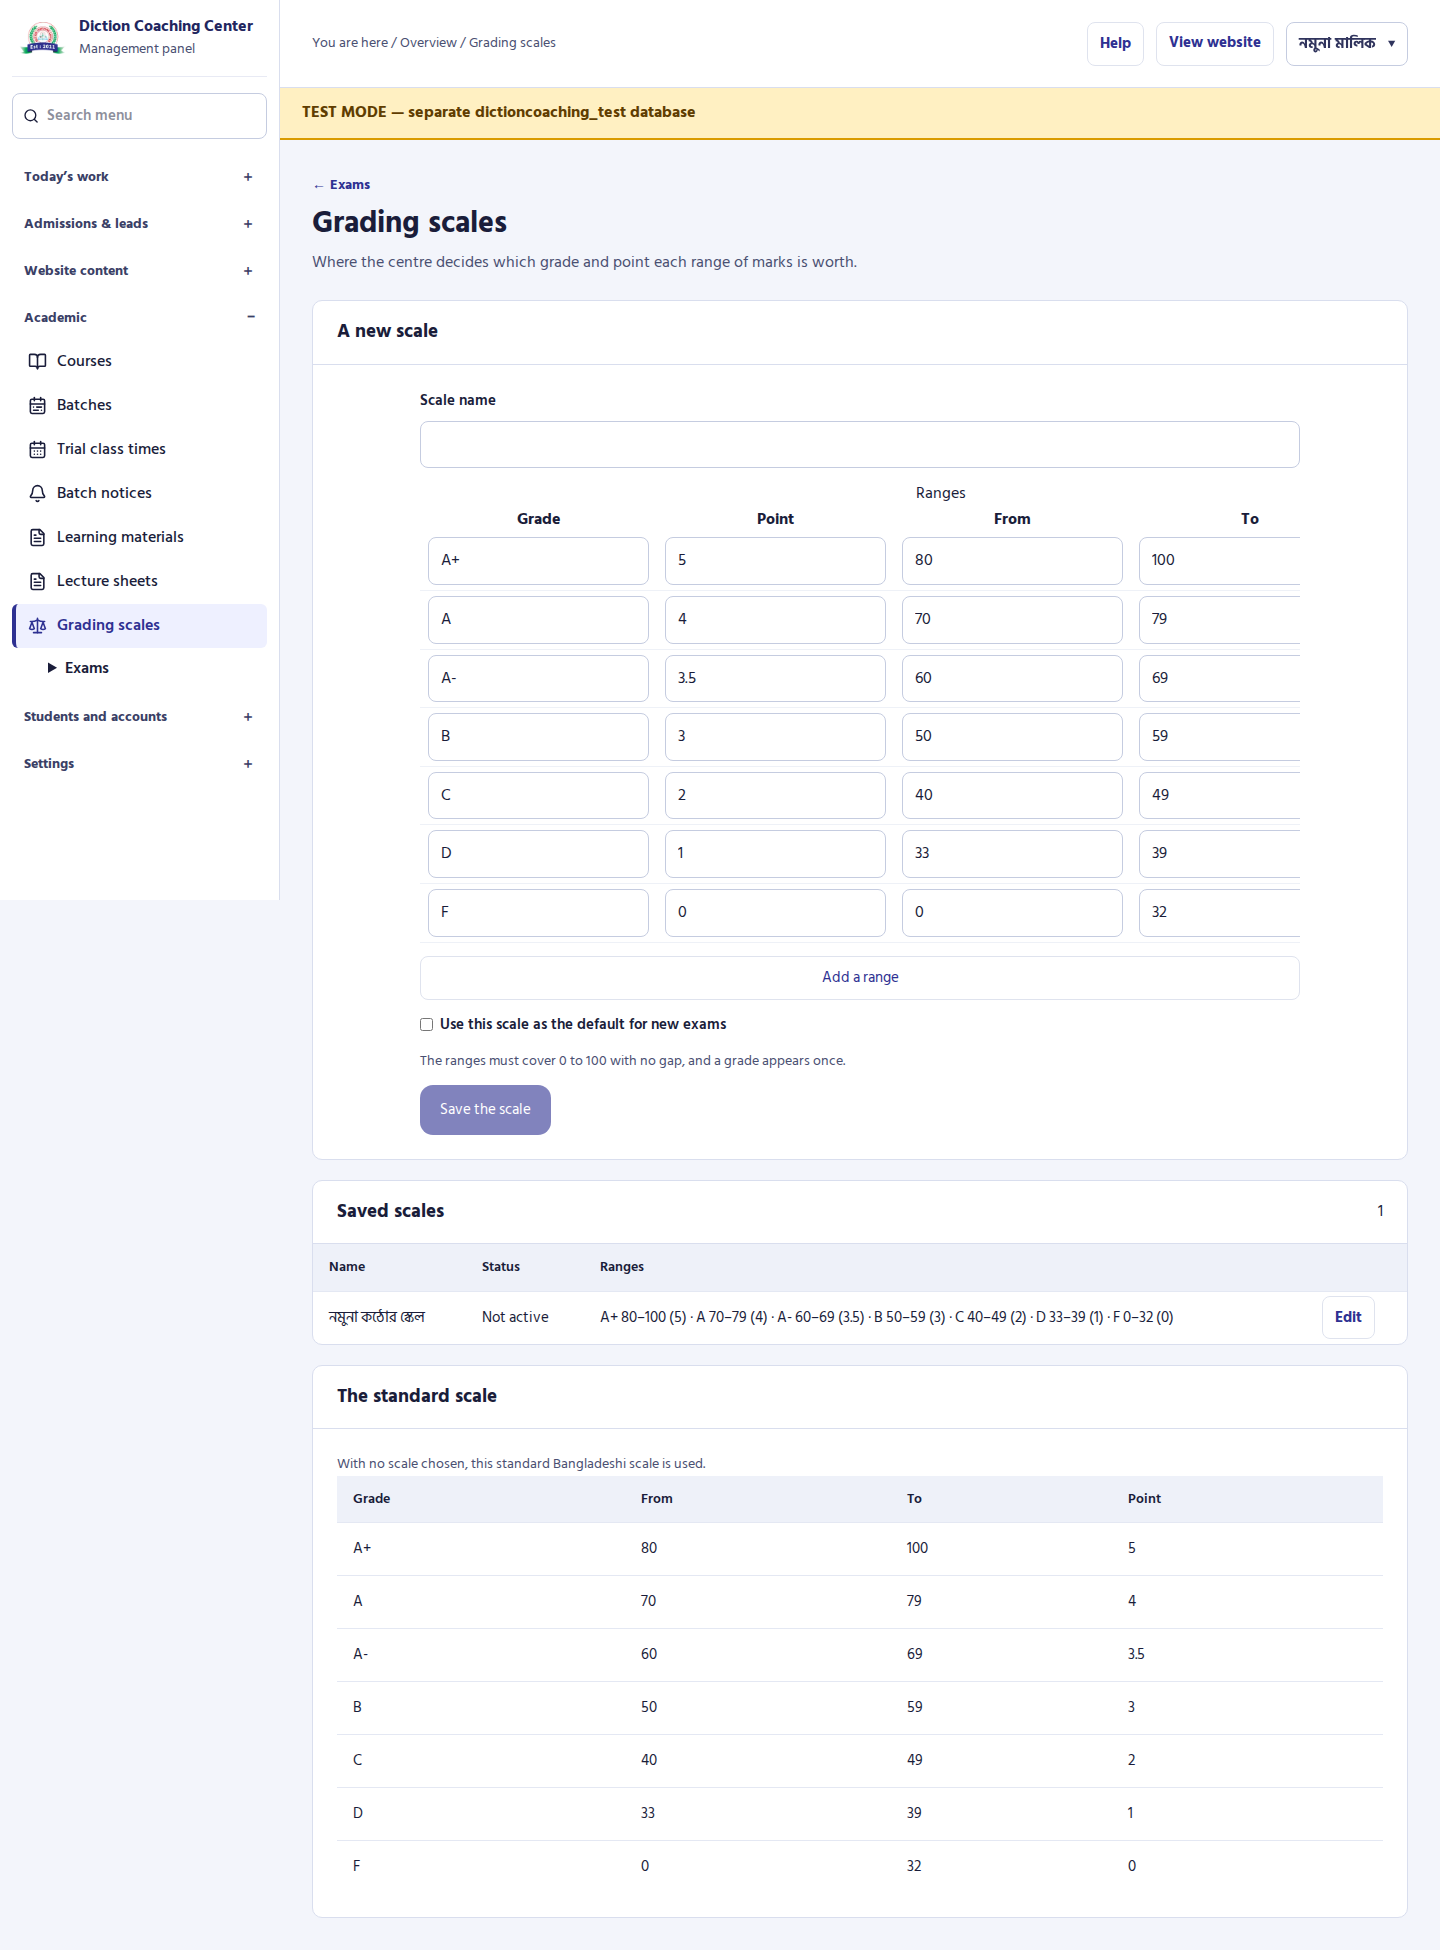 Diction Coaching Center
Management panel
Est : 2011
Search menu
Today's work +
Admissions & leads +
Website content +
Academic −
Courses
Batches
Trial class times
Batch notices
Learning materials
Lecture sheets
Grading scales
▶ Exams
Students and accounts +
Settings +
You are here / Overview / Grading scales
Help
View website
নমুনা মালিক ▼
TEST MODE — separate dictioncoaching_test database
← Exams
Grading scales
Where the centre decides which grade and point each range of marks is worth.
A new scale
Scale name
Ranges
Grade Point From To
A+ 5 80 100
A 4 70 79
A- 3.5 60 69
B 3 50 59
C 2 40 49
D 1 33 39
F 0 0 32
Add a range
Use this scale as the default for new exams
The ranges must cover 0 to 100 with no gap, and a grade appears once.
Save the scale
Saved scales 1
Name Status Ranges
নমুনা কঠোর স্কেল Not active A+ 80–100 (5) · A 70–79 (4) · A- 60–69 (3.5) · B 50–59 (3) · C 40–49 (2) · D 33–39 (1) · F 0–32 (0) Edit
The standard scale
With no scale chosen, this standard Bangladeshi scale is used.
Grade From To Point
A+ 80 100 5
A 70 79 4
A- 60 69 3.5
B 50 59 3
C 40 49 2
D 33 39 1
F 0 32 0